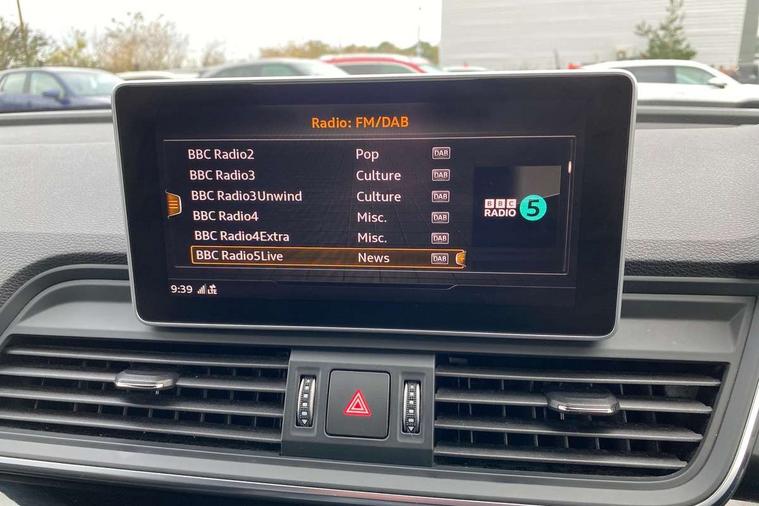 Radio: FM/DAB
BBC Radio2 Pop DAB
BBC Radio3 Culture DAB
BBC Radio3Unwind Culture DAB
BBC Radio4 Misc. DAB
BBC Radio4Extra Misc. DAB
BBC Radio5Live News DAB
BBC
RADIO 5
9:39 LTE